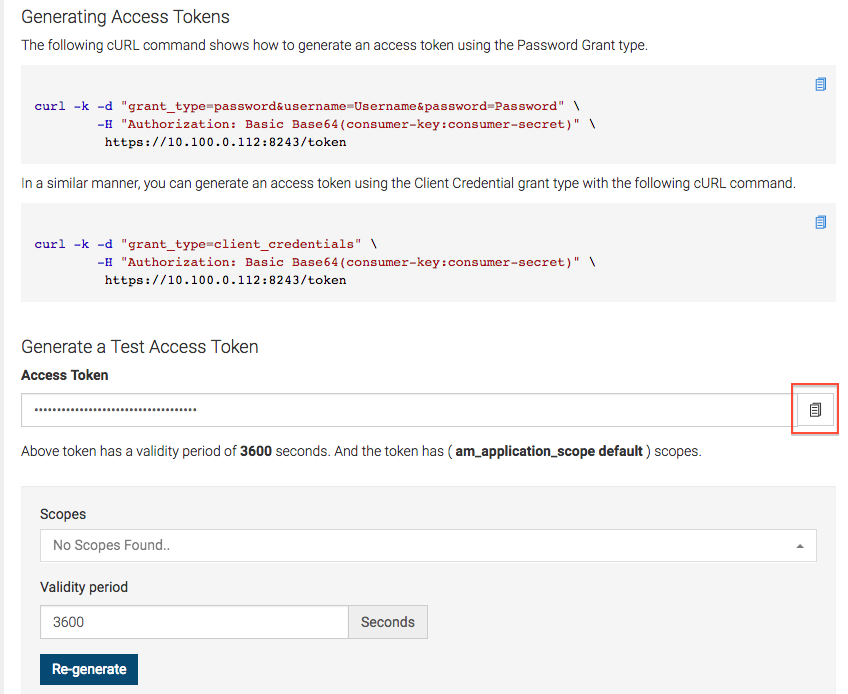 Generating Access Tokens
The following cURL command shows how to generate an access token using the Password Grant type.
curl -k -d "grant_type=password&username=Username&password=Password" \
-H "Authorization: Basic Base64(consumer-key:consumer-secret)" \
https://10.100.0.112:8243/token
In a similar manner, you can generate an access token using the Client Credential grant type with the following cURL command.
curl -k -d "grant_type=client_credentials" \
-H "Authorization: Basic Base64(consumer-key:consumer-secret)" \
https://10.100.0.112:8243/token
Generate a Test Access Token
Access Token
••••••••••••••••••••••••••••••••••••
Above token has a validity period of 3600 seconds. And the token has ( am_application_scope default ) scopes.
Scopes
No Scopes Found..
Validity period
3600 Seconds
Re-generate